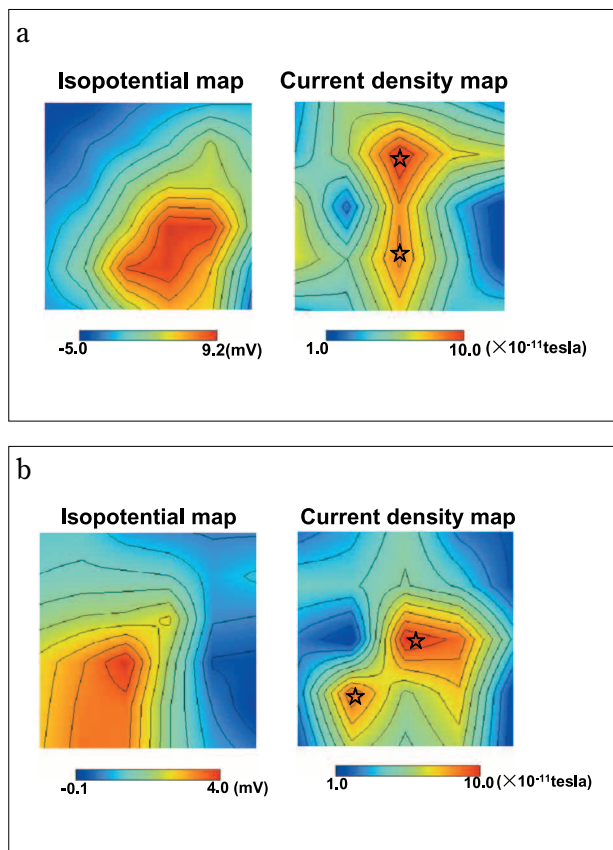 a
Isopotential map Current density map
-5.0 9.2(mV) 1.0 10.0(×10⁻¹¹tesla)
b
Isopotential map Current density map
-0.1 4.0 (mV) 1.0 10.0(×10⁻¹¹tesla)